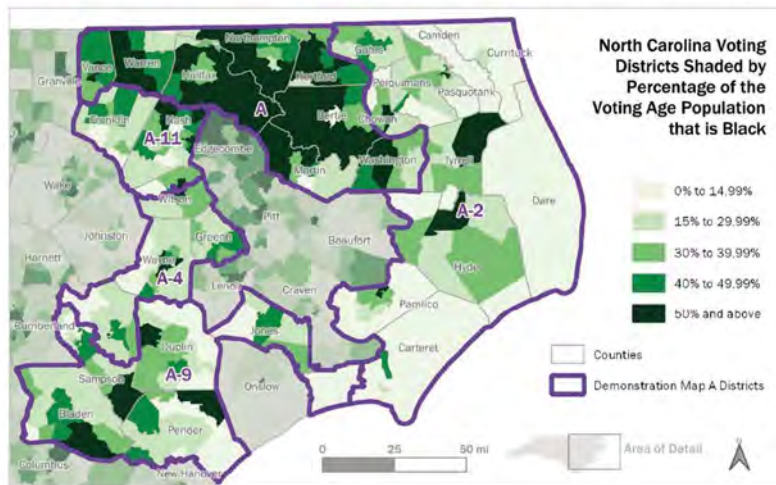 North Carolina Voting
Districts Shaded by
Percentage of the
Voting Age Population
that is Black
0% to 14.99%
15% to 29.99%
30% to 39.99%
40% to 49.99%
50% and above
Counties
Demonstration Map A Districts
Area of Detail
N
0 25 50 mi
Northampton
Camden
Currituck
Gates
Vance
Warren
Granville
Halifax
Hertford
Perquimans
Pasquotank
A
Bertie
Chowan
Franklin
Nash
A-11
Edgecombe
Martin
Washington
Tyrrell
Dare
Wake
Wilson
Pitt
Beaufort
A-2
Johnston
Greene
Hyde
Harnett
Wayne
A-4
Lenoir
Craven
Pamlico
Cumberland
Jones
Carteret
Duplin
A-9
Sampson
Onslow
Bladen
Pender
Columbus
New Hanover